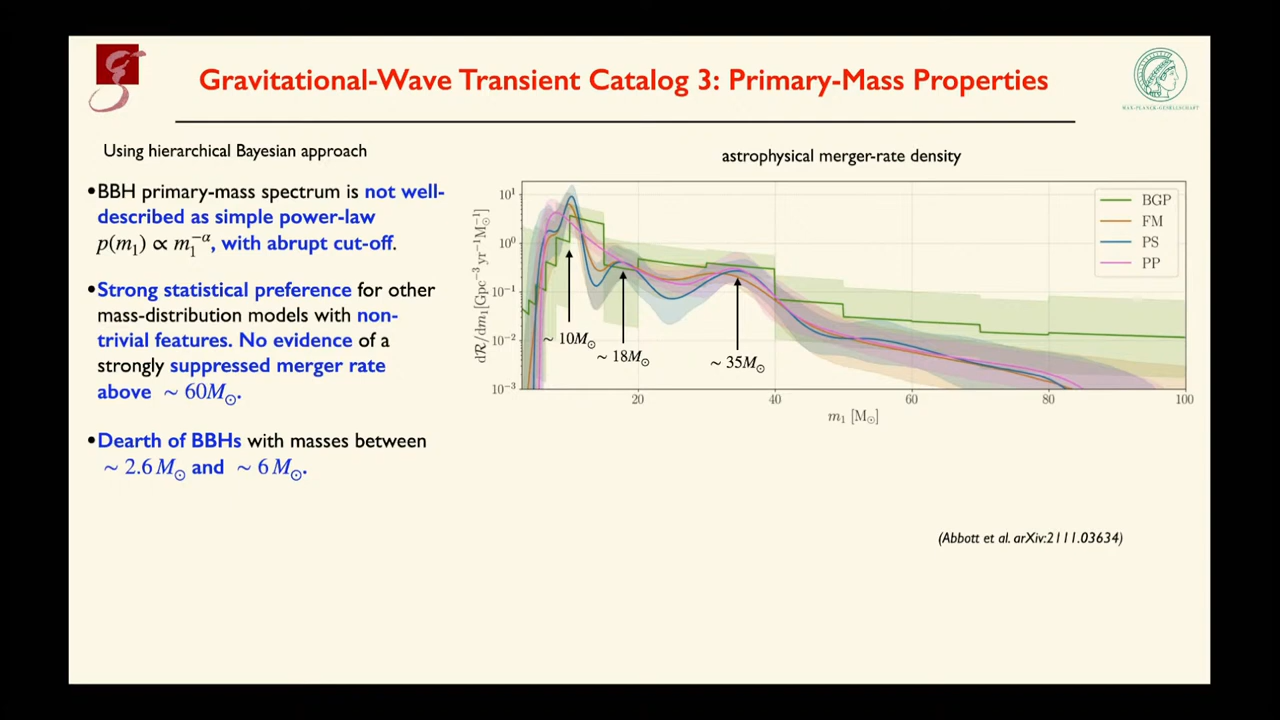 Gravitational-Wave Transient Catalog 3: Primary-Mass Properties
MAX-PLANCK-GESELLSCHAFT
Using hierarchical Bayesian approach
•BBH primary-mass spectrum is not well-
described as simple power-law
p(m₁) ∝ m₁^−α, with abrupt cut-off.
•Strong statistical preference for other
mass-distribution models with non-
trivial features. No evidence of a
strongly suppressed merger rate
above ~ 60M⊙.
•Dearth of BBHs with masses between
~ 2.6 M⊙ and ~ 6 M⊙.
astrophysical merger-rate density
dR/dm₁[Gpc⁻³ yr⁻¹M⊙⁻¹]
10¹
10⁰
10⁻¹
10⁻²
10⁻³
BGP
FM
PS
PP
~ 10M⊙
~ 18M⊙
~ 35M⊙
20 40 60 80 100
m₁ [M⊙]
(Abbott et al. arXiv:2111.03634)